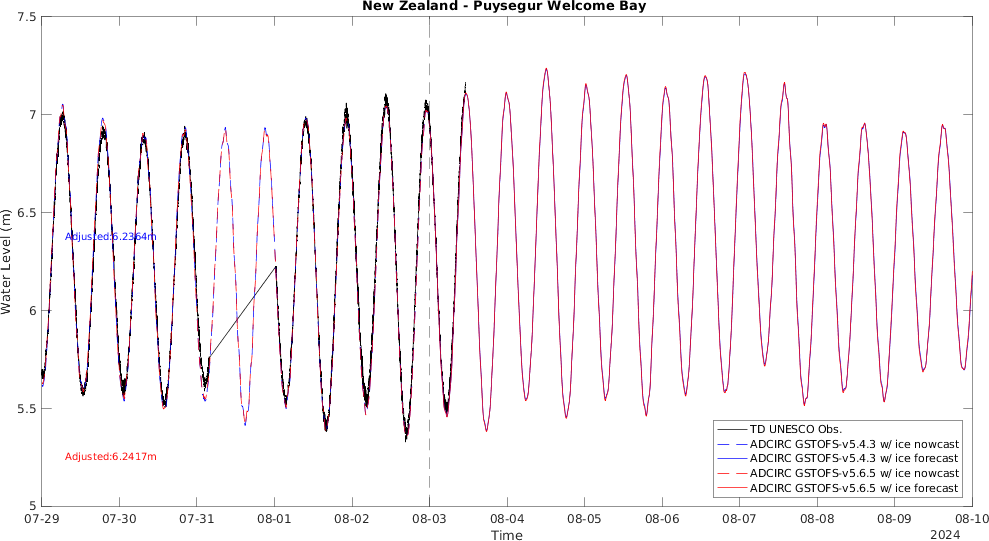 New Zealand - Puysegur Welcome Bay
7.5
7
6.5
6
5.5
5
Water Level (m)
Adjusted:6.2364m
Adjusted:6.2417m
TD UNESCO Obs.
ADCIRC GSTOFS-v5.4.3 w/ ice nowcast
ADCIRC GSTOFS-v5.4.3 w/ ice forecast
ADCIRC GSTOFS-v5.6.5 w/ ice nowcast
ADCIRC GSTOFS-v5.6.5 w/ ice forecast
07-29 07-30 07-31 08-01 08-02 08-03 08-04 08-05 08-06 08-07 08-08 08-09 08-10
Time
2024